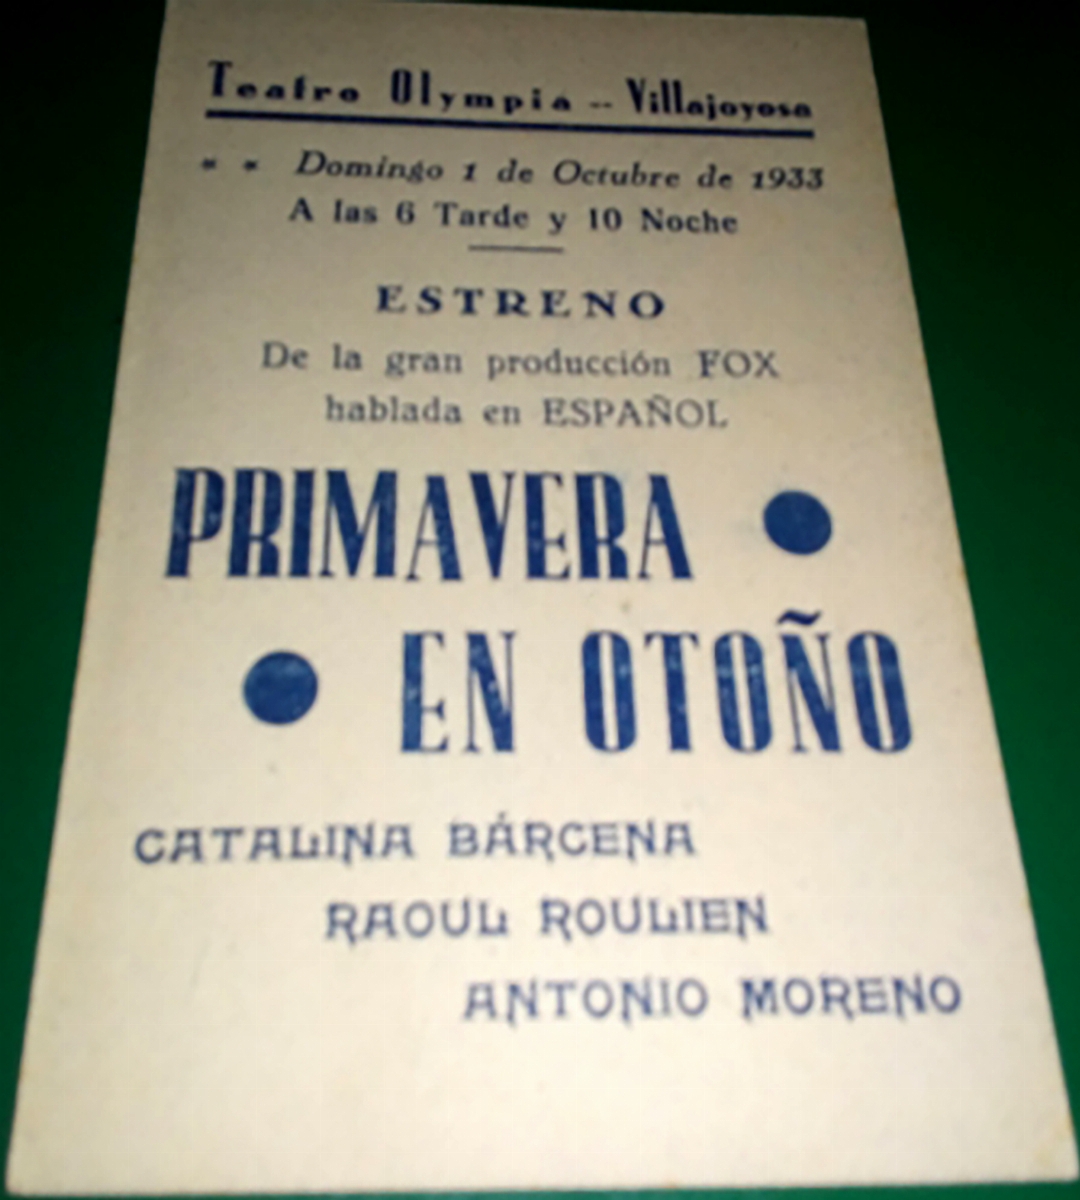 Teatro Olympia -- Villajoyosa
" " Domingo 1 de Octubre de 1933
A las 6 Tarde y 10 Noche
ESTRENO
De la gran producción FOX
hablada en ESPAÑOL
PRIMAVERA
EN OTOÑO
CATALINA BÁRCENA
RAOUL ROULIEN
ANTONIO MORENO